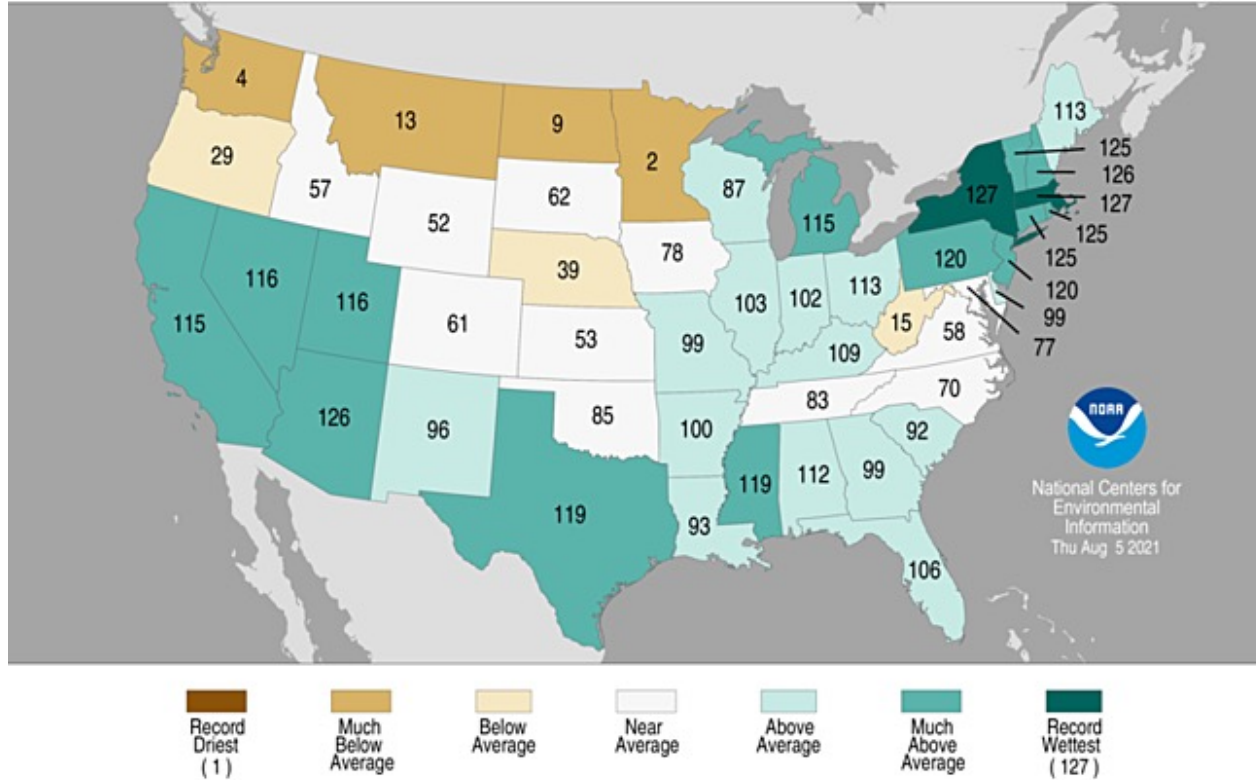 4
13
9
2
113
29
57
52
62
87
115
127
125
126
127
125
125
120
99
77
115
116
116
61
39
78
103
102
113
120
15
58
53
99
109
126
96
85
100
83
70
119
93
119
112
99
92
106
NOAA
National Centers for
Environmental
Information
Thu Aug 5 2021
Record
Driest
( 1 )
Much
Below
Average
Below
Average
Near
Average
Above
Average
Much
Above
Average
Record
Wettest
( 127 )